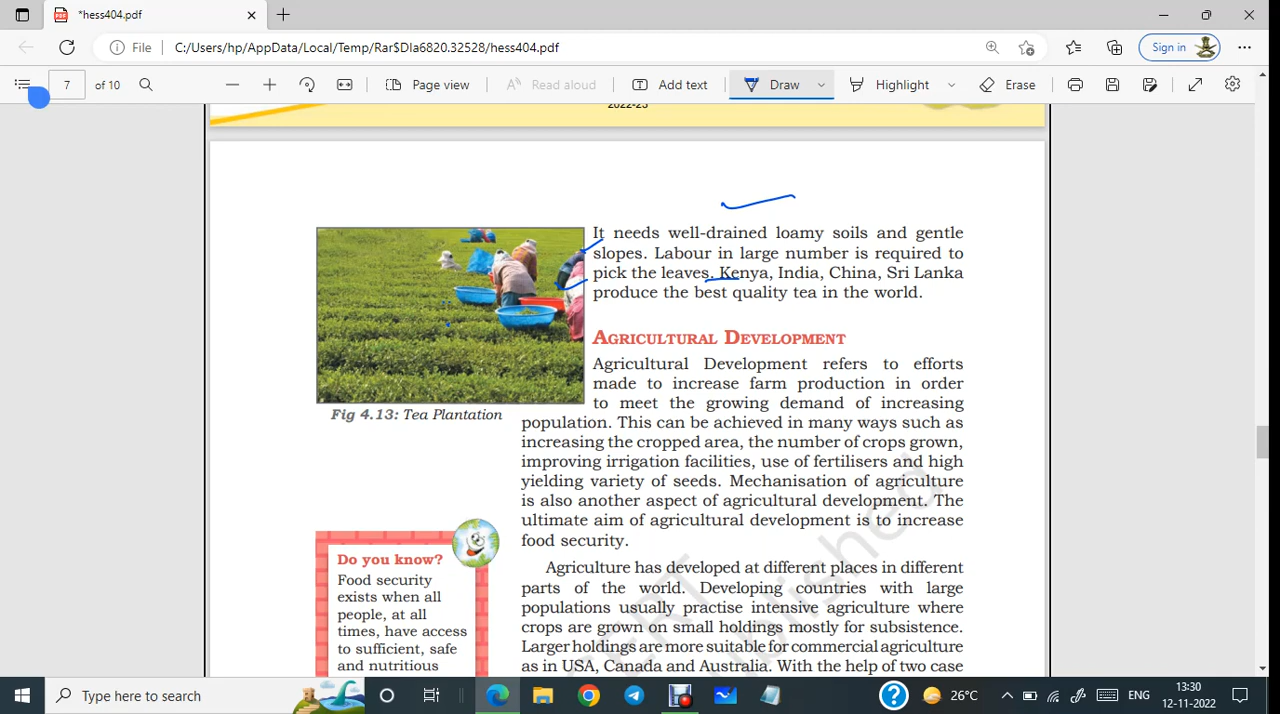 *hess404.pdf
File
C:/Users/hp/AppData/Local/Temp/Rar$DIa6820.32528/hess404.pdf
Sign in
7 of 10
Page view
Read aloud
Add text
Draw
Highlight
Erase
2022-23
It needs well-drained loamy soils and gentle
slopes. Labour in large number is required to
pick the leaves. Kenya, India, China, Sri Lanka
produce the best quality tea in the world.
Fig 4.13: Tea Plantation
AGRICULTURAL DEVELOPMENT
Agricultural Development refers to efforts
made to increase farm production in order
to meet the growing demand of increasing
population. This can be achieved in many ways such as
increasing the cropped area, the number of crops grown,
improving irrigation facilities, use of fertilisers and high
yielding variety of seeds. Mechanisation of agriculture
is also another aspect of agricultural development. The
ultimate aim of agricultural development is to increase
food security.
Do you know?
Food security
exists when all
people, at all
times, have access
to sufficient, safe
and nutritious
Agriculture has developed at different places in different
parts of the world. Developing countries with large
populations usually practise intensive agriculture where
crops are grown on small holdings mostly for subsistence.
Larger holdings are more suitable for commercial agriculture
as in USA, Canada and Australia. With the help of two case
Type here to search
26°C
ENG
13:30
12-11-2022